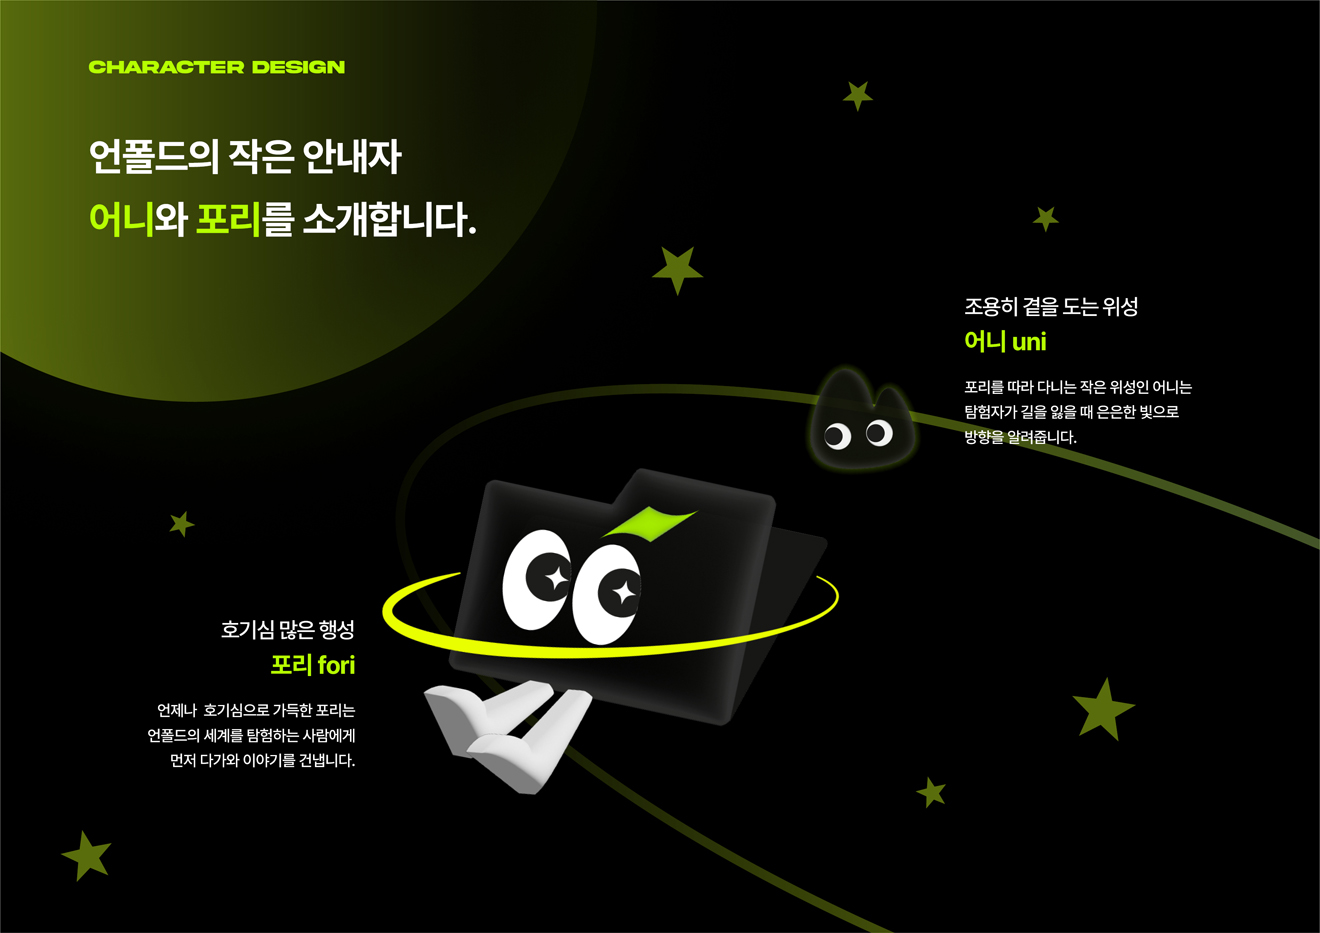 CHARACTER DESIGN
언폴드의 작은 안내자
어니와 포리를 소개합니다.
조용히 곁을 도는 위성
어니 uni
포리를 따라 다니는 작은 위성인 어니는
탐험자가 길을 잃을 때 은은한 빛으로
방향을 알려줍니다.
호기심 많은 행성
포리 fori
언제나 호기심으로 가득한 포리는
언폴드의 세계를 탐험하는 사람에게
먼저 다가와 이야기를 건냅니다.